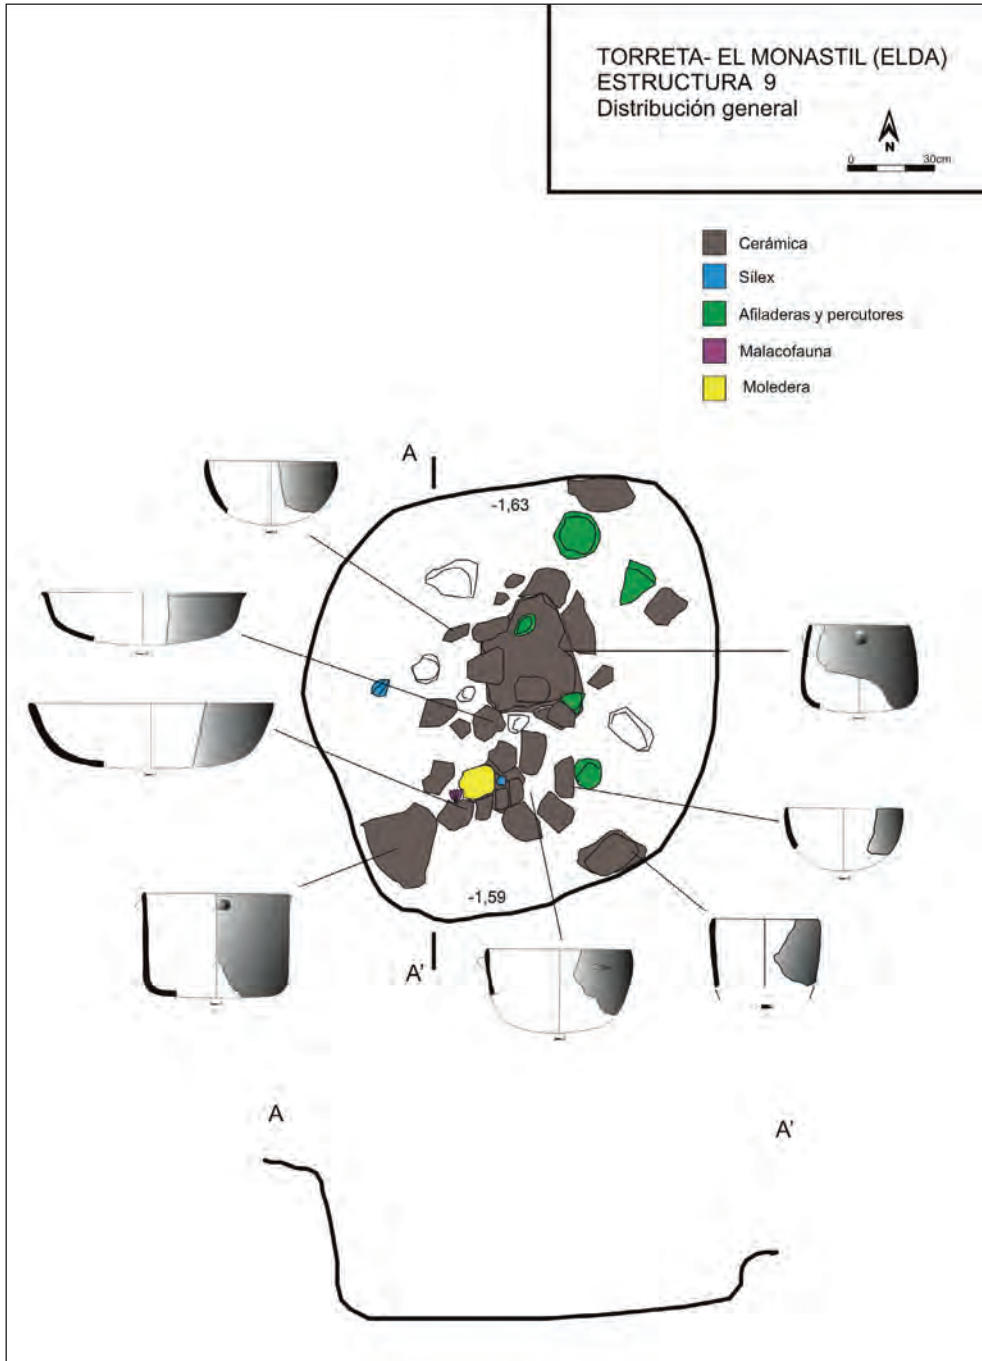 TORRETA- EL MONASTIL (ELDA)
ESTRUCTURA 9
Distribución general
N
0 30cm
Cerámica
Sílex
Afiladeras y percutores
Malacofauna
Moledera
A
-1,63
-1,59
A'
A
A'